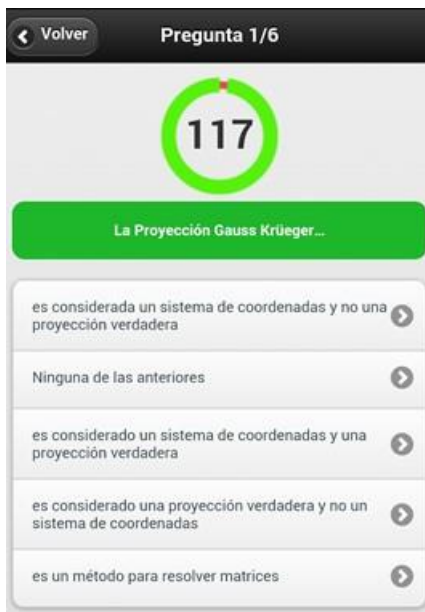 Volver
Pregunta 1/6
117
La Proyección Gauss Krüeger...
es considerada un sistema de coordenadas y no una
proyección verdadera
Ninguna de las anteriores
es considerado un sistema de coordenadas y una
proyección verdadera
es considerado una proyección verdadera y no un
sistema de coordenadas
es un método para resolver matrices